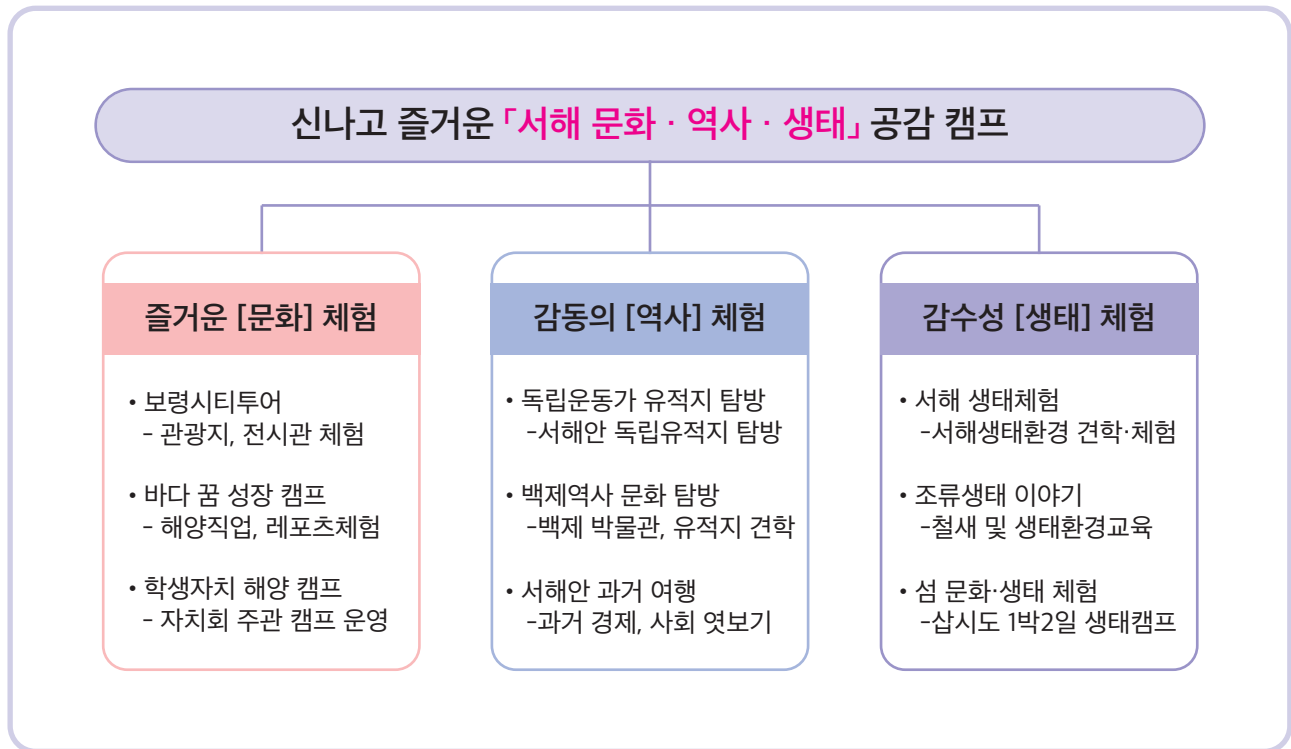 신나고 즐거운 「서해 문화 · 역사 · 생태」 공감 캠프
즐거운 [문화] 체험
• 보령시티투어
- 관광지, 전시관 체험
• 바다 꿈 성장 캠프
- 해양직업, 레포츠체험
• 학생자치 해양 캠프
- 자치회 주관 캠프 운영
감동의 [역사] 체험
• 독립운동가 유적지 탐방
-서해안 독립유적지 탐방
• 백제역사 문화 탐방
-백제 박물관, 유적지 견학
• 서해안 과거 여행
-과거 경제, 사회 엿보기
감수성 [생태] 체험
• 서해 생태체험
-서해생태환경 견학·체험
• 조류생태 이야기
-철새 및 생태환경교육
• 섬 문화·생태 체험
-삽시도 1박2일 생태캠프